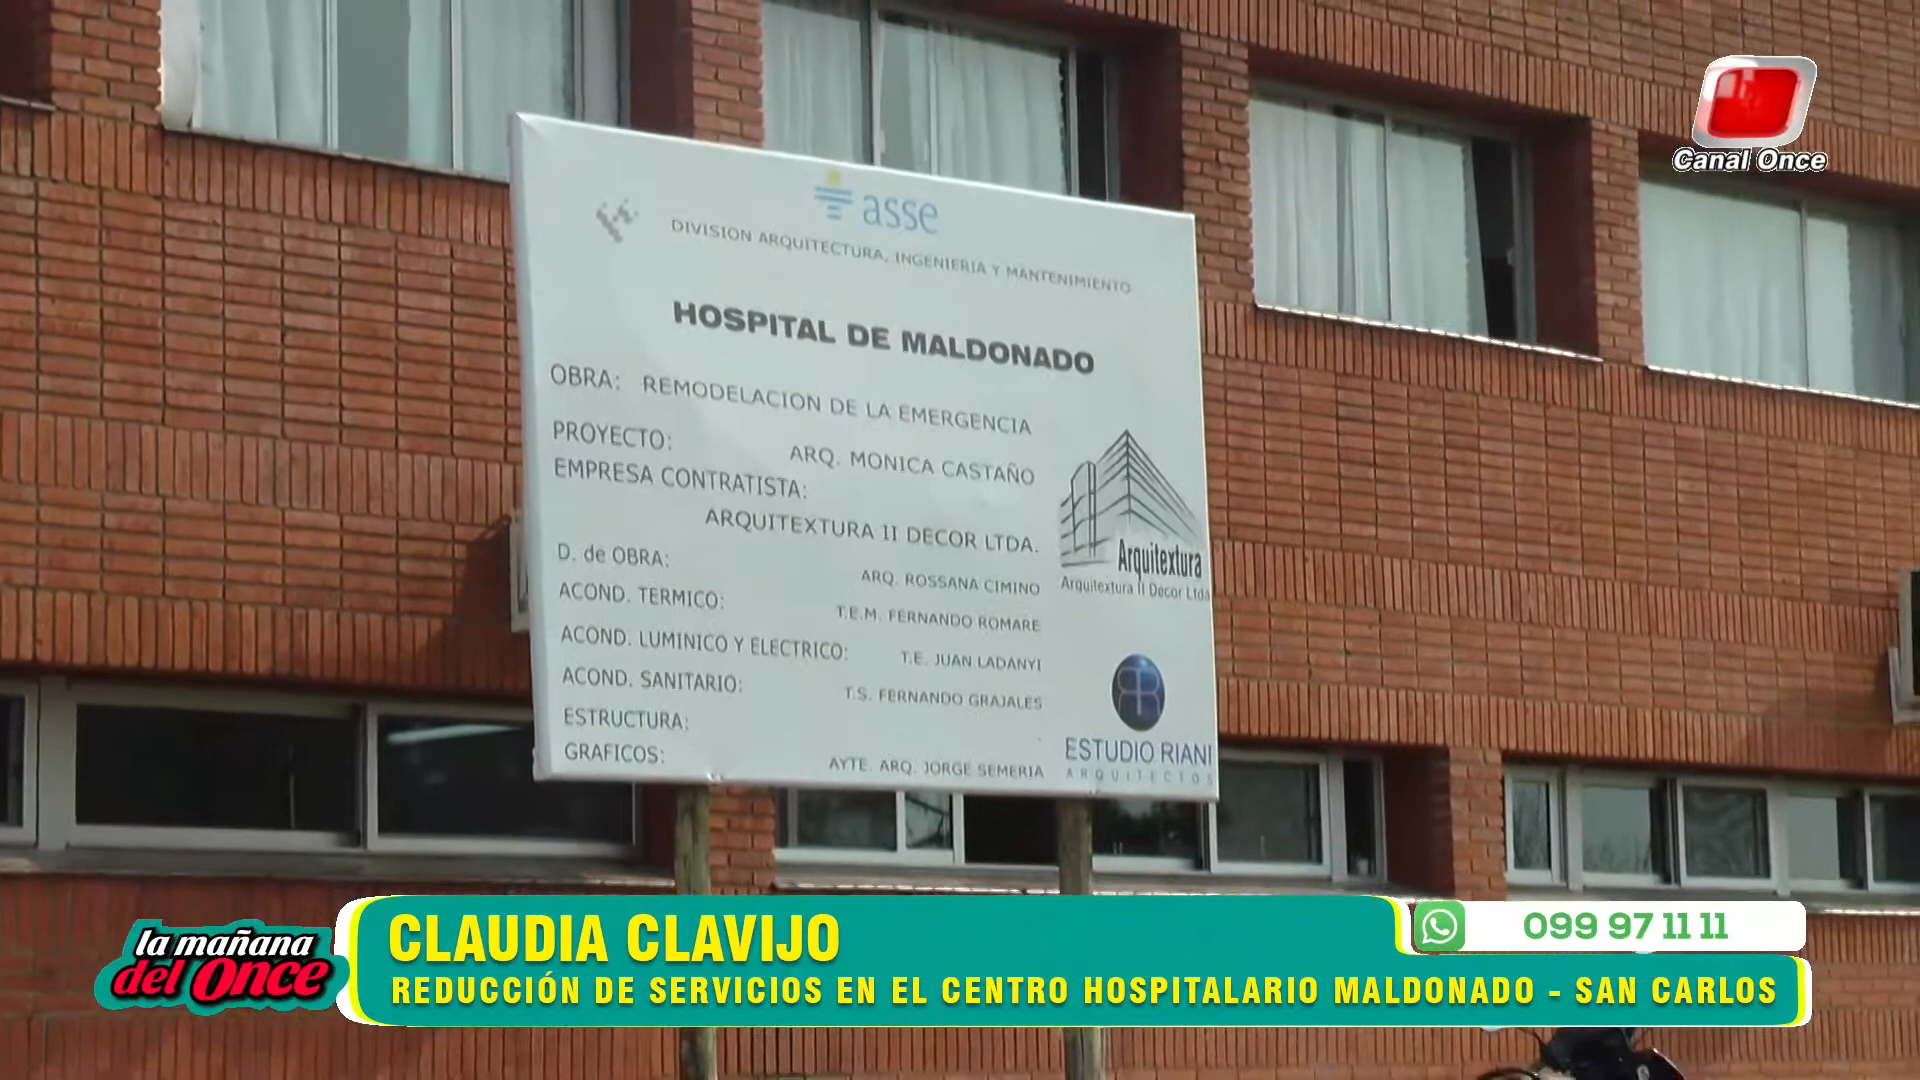 Canal Once
asse
DIVISION ARQUITECTURA, INGENIERIA Y MANTENIMIENTO
HOSPITAL DE MALDONADO
OBRA: REMODELACION DE LA EMERGENCIA
PROYECTO: ARQ. MONICA CASTAÑO
EMPRESA CONTRATISTA:
ARQUITEXTURA II DECOR LTDA.
D. de OBRA: ARQ. ROSSANA CIMINO
ACOND. TERMICO: T.E.M. FERNANDO ROMARE
ACOND. LUMINICO Y ELECTRICO: T.E. JUAN LADANYI
ACOND. SANITARIO: T.S. FERNANDO GRAJALES
ESTRUCTURA:
GRAFICOS: AYTE. ARQ. JORGE SEMERIA
Arquitextura
Arquitextura II Decor Ltda
ESTUDIO RIANI
ARQUITECTOS
la mañana
del Once
CLAUDIA CLAVIJO
099 97 11 11
REDUCCIÓN DE SERVICIOS EN EL CENTRO HOSPITALARIO MALDONADO - SAN CARLOS